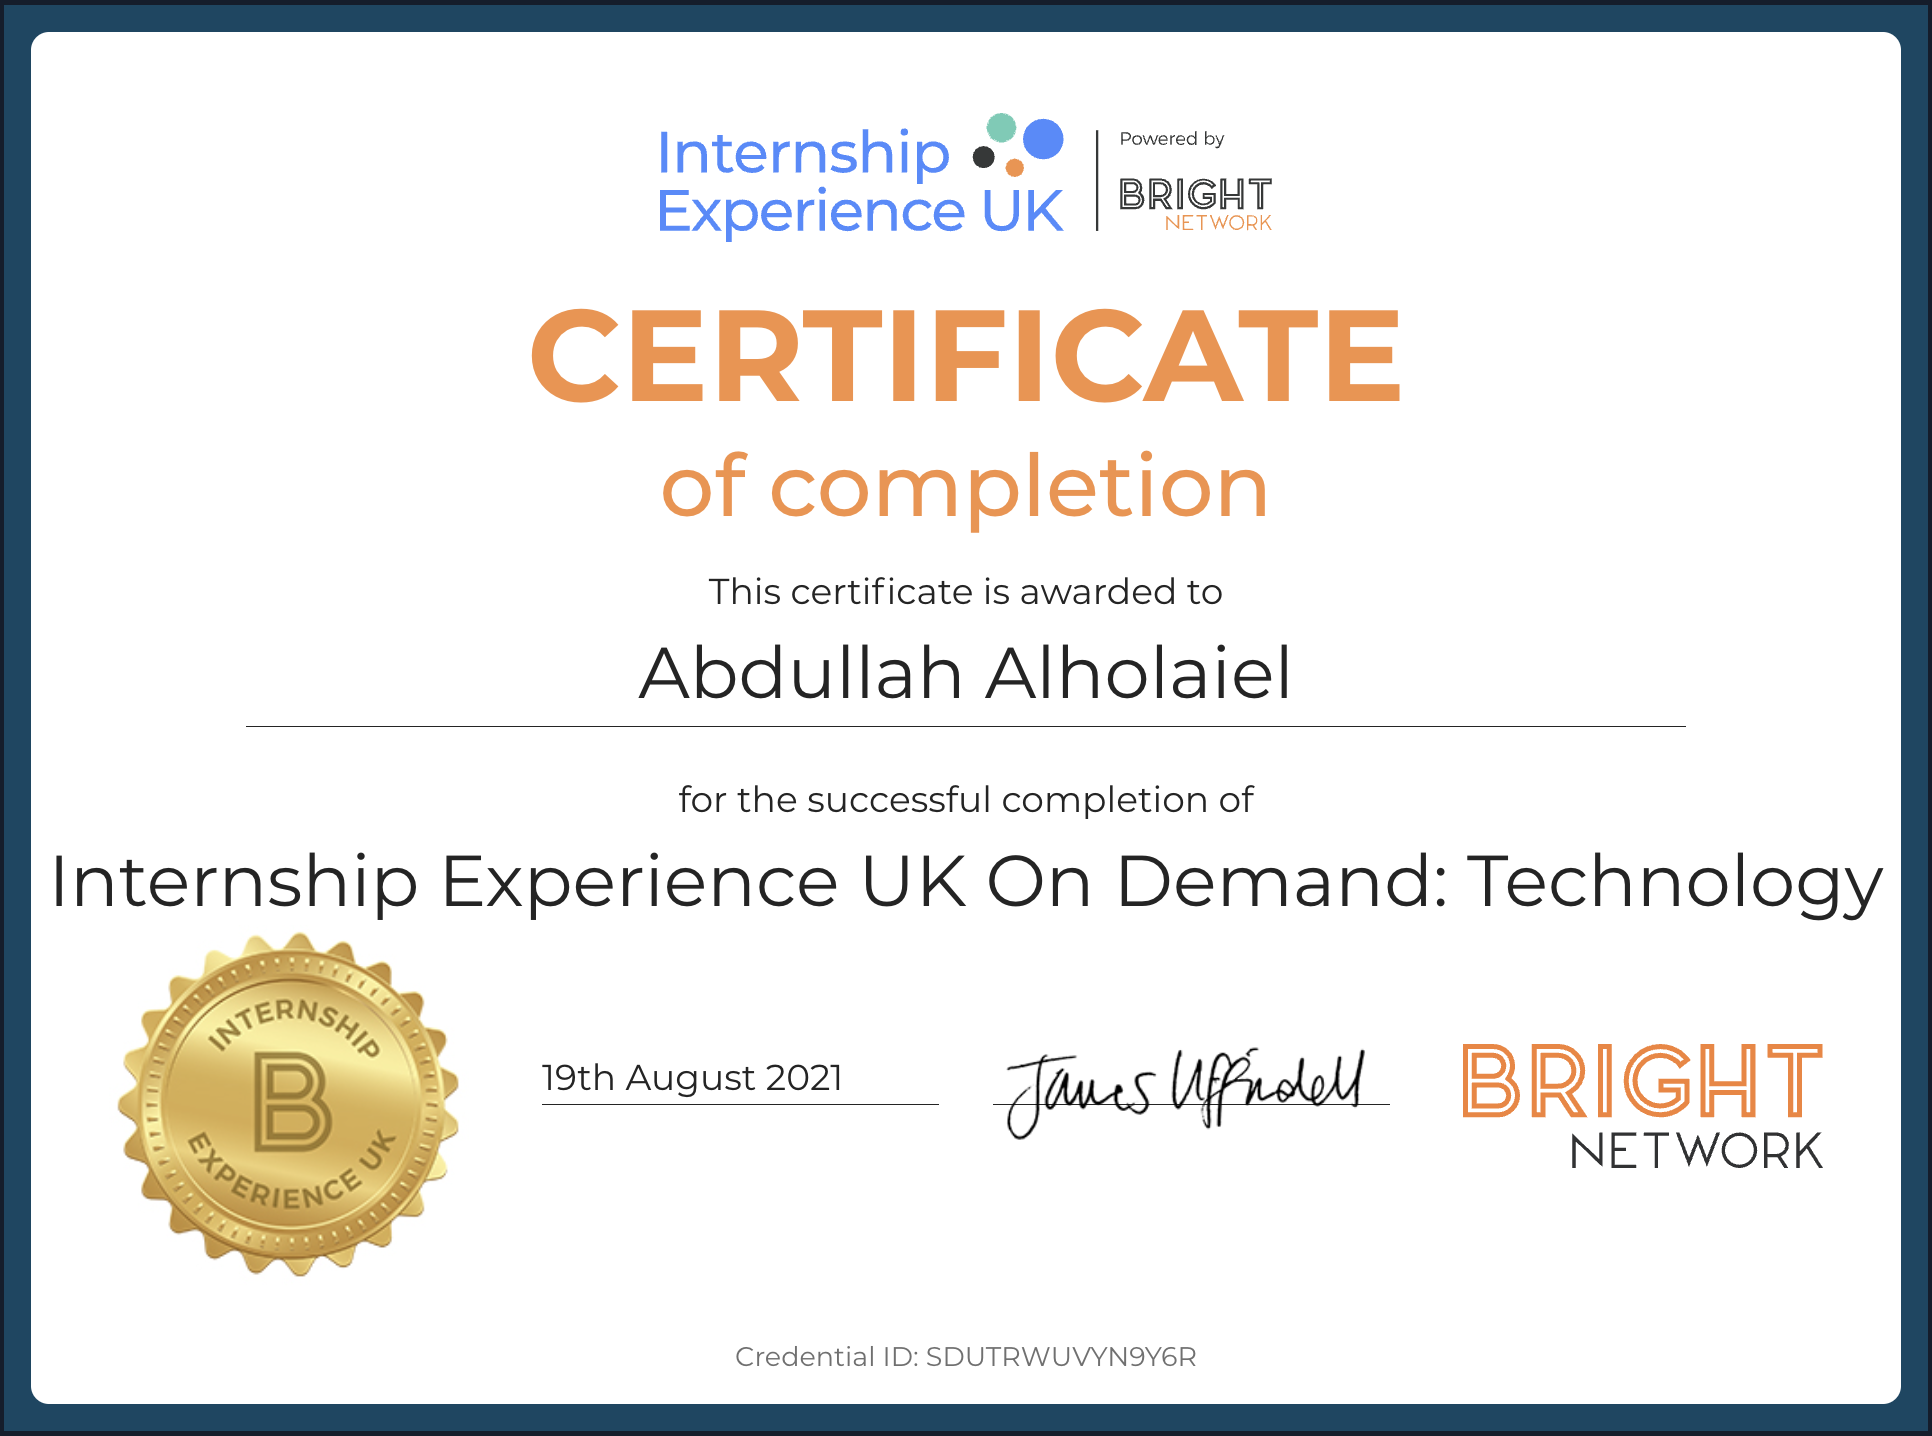 Internship
Experience UK
Powered by
BRIGHT
NETWORK
CERTIFICATE
of completion
This certificate is awarded to
Abdullah Alholaiel
for the successful completion of
Internship Experience UK On Demand: Technology
INTERNSHIP
B
EXPERIENCE UK
19th August 2021
James Uffindell
BRIGHT
NETWORK
Credential ID: SDUTRWUVYN9Y6R